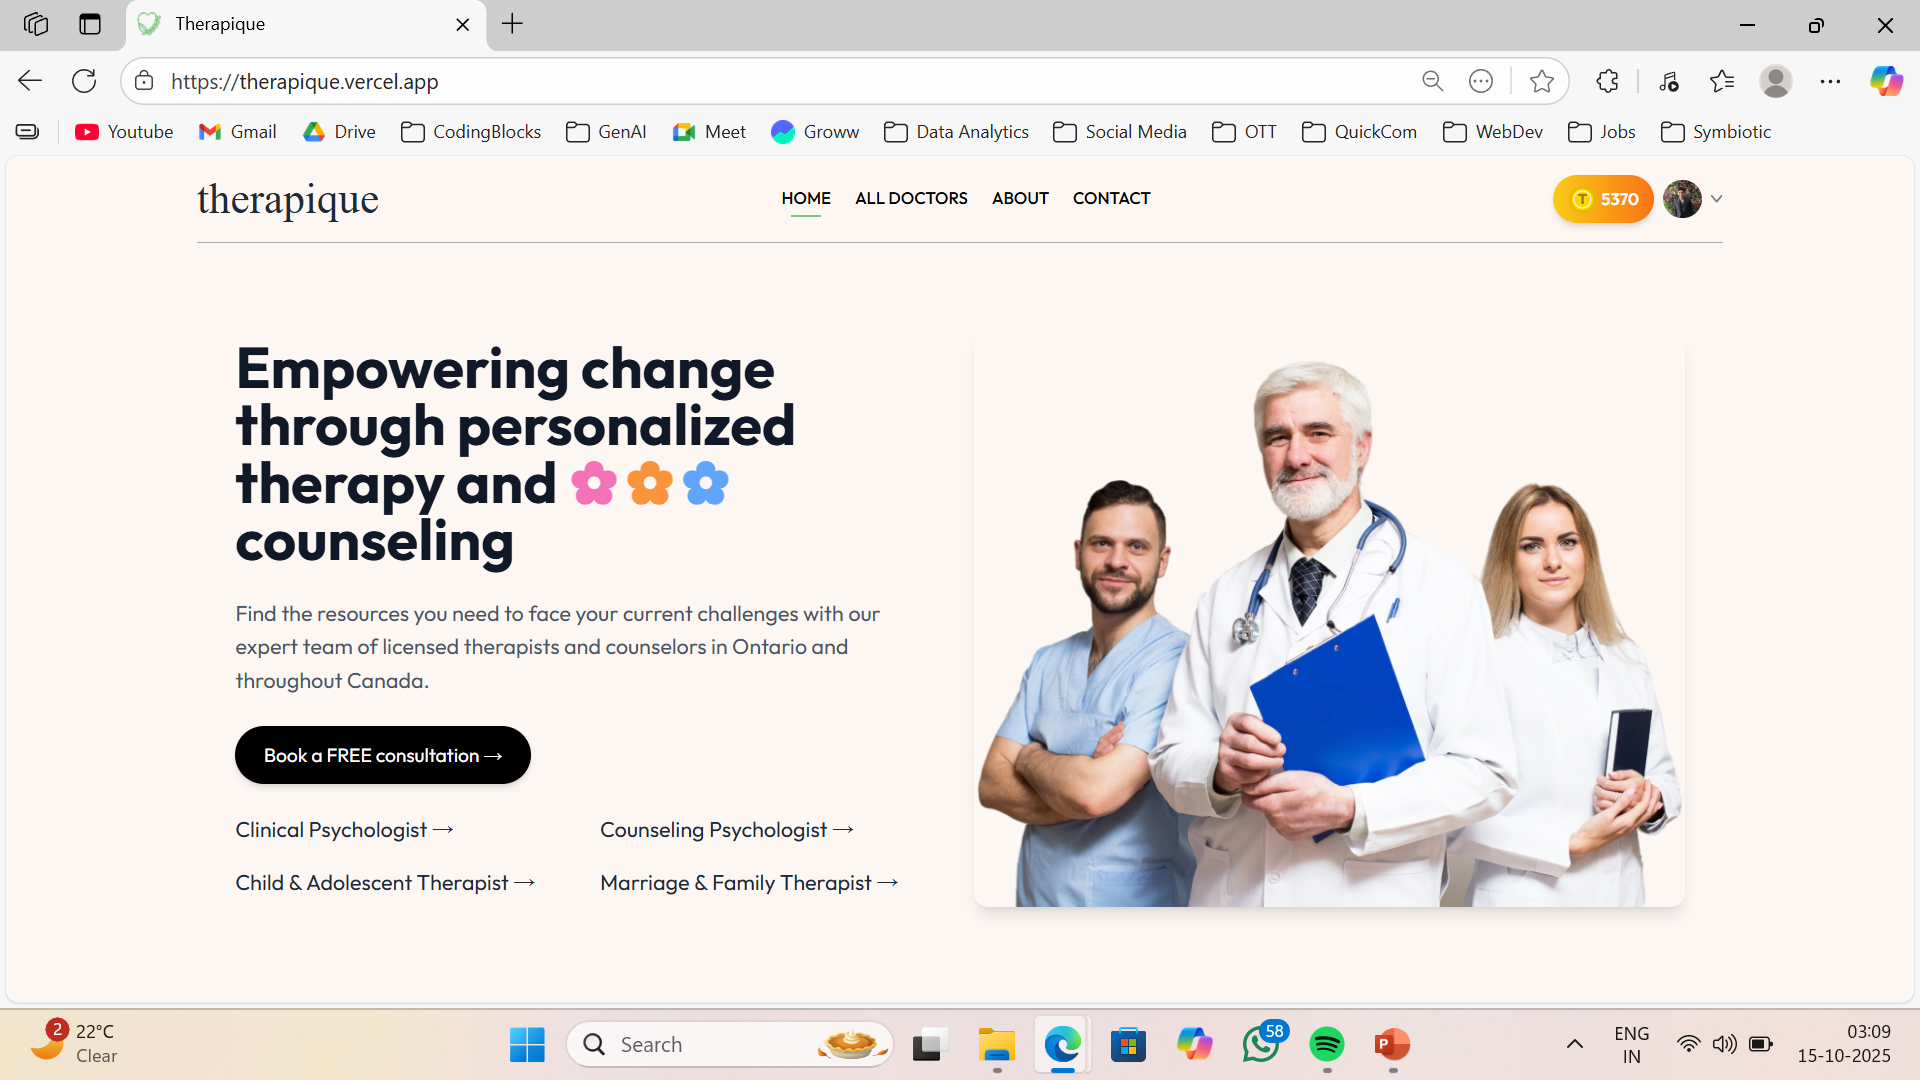 Therapique
https://therapique.vercel.app
Youtube Gmail Drive CodingBlocks GenAI Meet Groww Data Analytics Social Media OTT QuickCom WebDev Jobs Symbiotic
therapique
HOME ALL DOCTORS ABOUT CONTACT
T 5370
Empowering change
through personalized
therapy and
counseling
Find the resources you need to face your current challenges with our
expert team of licensed therapists and counselors in Ontario and
throughout Canada.
Book a FREE consultation →
Clinical Psychologist → Counseling Psychologist →
Child & Adolescent Therapist → Marriage & Family Therapist →
2
22°C
Clear
Search
58
P
ENG
IN
03:09
15-10-2025